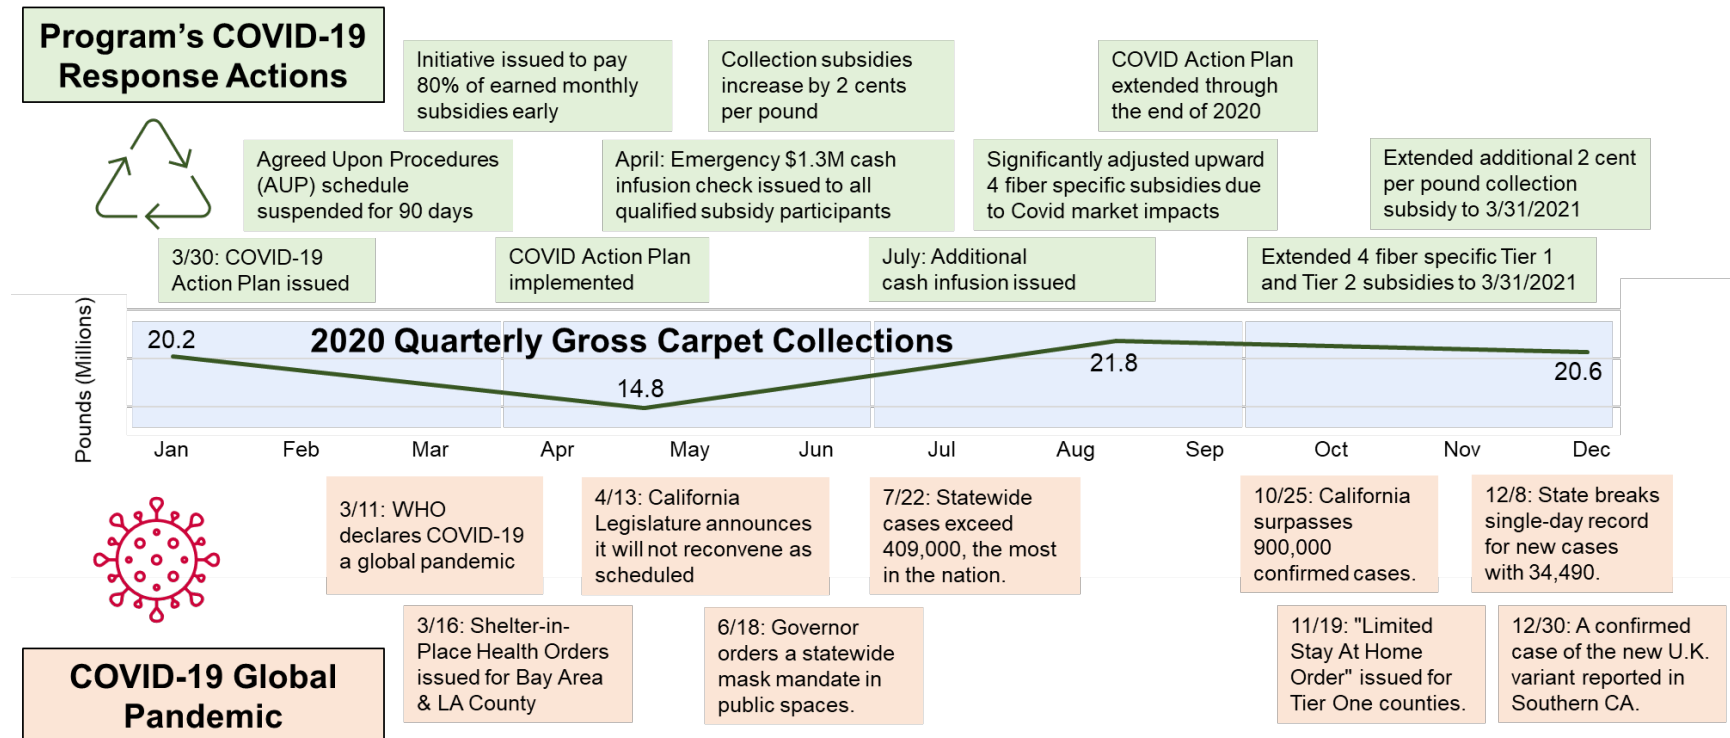 Program's COVID-19
Response Actions
Initiative issued to pay
80% of earned monthly
subsidies early
Collection subsidies
increase by 2 cents
per pound
COVID Action Plan
extended through
the end of 2020
Agreed Upon Procedures
(AUP) schedule
suspended for 90 days
April: Emergency $1.3M cash
infusion check issued to all
qualified subsidy participants
Significantly adjusted upward
4 fiber specific subsidies due
to Covid market impacts
Extended additional 2 cent
per pound collection
subsidy to 3/31/2021
3/30: COVID-19
Action Plan issued
COVID Action Plan
implemented
July: Additional
cash infusion issued
Extended 4 fiber specific Tier 1
and Tier 2 subsidies to 3/31/2021
Pounds (Millions)
2020 Quarterly Gross Carpet Collections
20.2
14.8
21.8
20.6
Jan Feb Mar Apr May Jun Jul Aug Sep Oct Nov Dec
3/11: WHO
declares COVID-19
a global pandemic
4/13: California
Legislature announces
it will not reconvene as
scheduled
7/22: Statewide
cases exceed
409,000, the most
in the nation.
10/25: California
surpasses
900,000
confirmed cases.
12/8: State breaks
single-day record
for new cases
with 34,490.
3/16: Shelter-in-
Place Health Orders
issued for Bay Area
& LA County
6/18: Governor
orders a statewide
mask mandate in
public spaces.
11/19: "Limited
Stay At Home
Order" issued for
Tier One counties.
12/30: A confirmed
case of the new U.K.
variant reported in
Southern CA.
COVID-19 Global
Pandemic